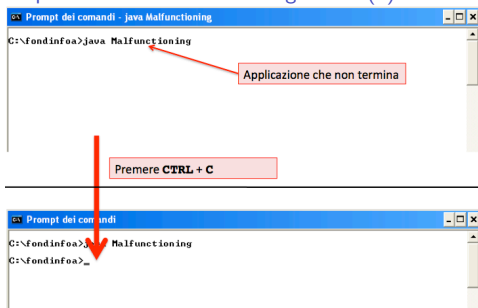 Prompt dei comandi - java Malfunctioning
C:\fondinfoa>java Malfunctioning
Applicazione che non termina
Premere CTRL + C
Prompt dei comandi
C:\fondinfoa>java Malfunctioning
C:\fondinfoa>_